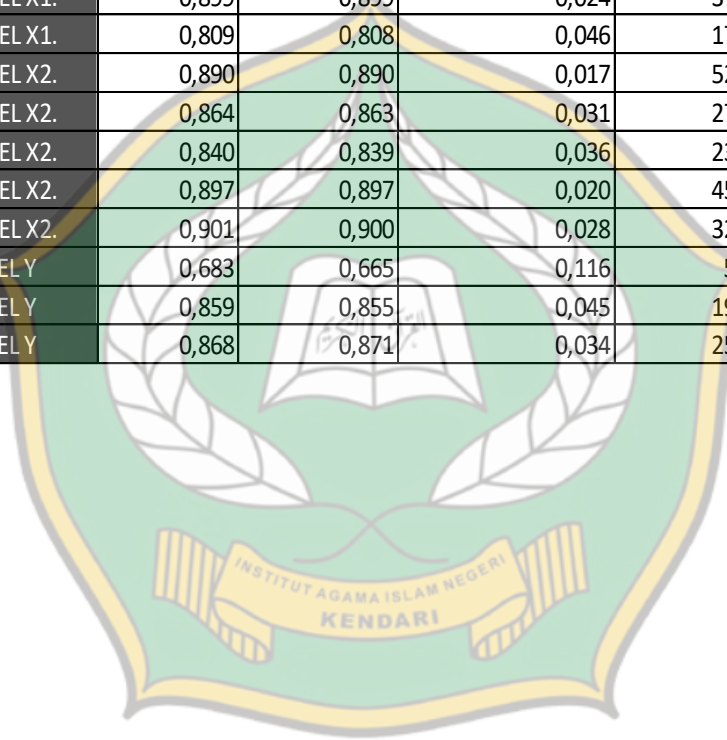 EL X1. 0,809 0,808 0,046 17
EL X2. 0,890 0,890 0,017 52
EL X2. 0,864 0,863 0,031 27
EL X2. 0,840 0,839 0,036 23
EL X2. 0,897 0,897 0,020 45
EL X2. 0,901 0,900 0,028 32
EL Y 0,683 0,665 0,116 5
EL Y 0,859 0,855 0,045 19
EL Y 0,868 0,871 0,034 25
INSTITUT AGAMA ISLAM NEGERI
KENDARI